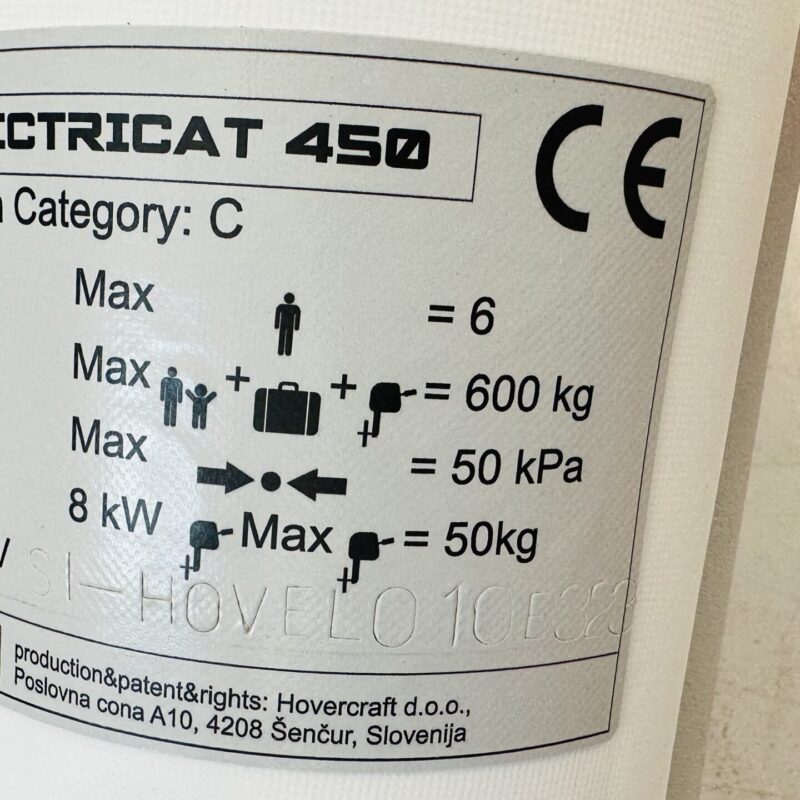 CTRICAT 450
CE
Category: C
Max = 6
Max + + = 600 kg
Max = 50 kPa
8 kW Max = 50kg
SI-HOVELO10E323
production&patent&rights: Hovercraft d.o.o.,
Poslovna cona A10, 4208 Šenčur, Slovenija